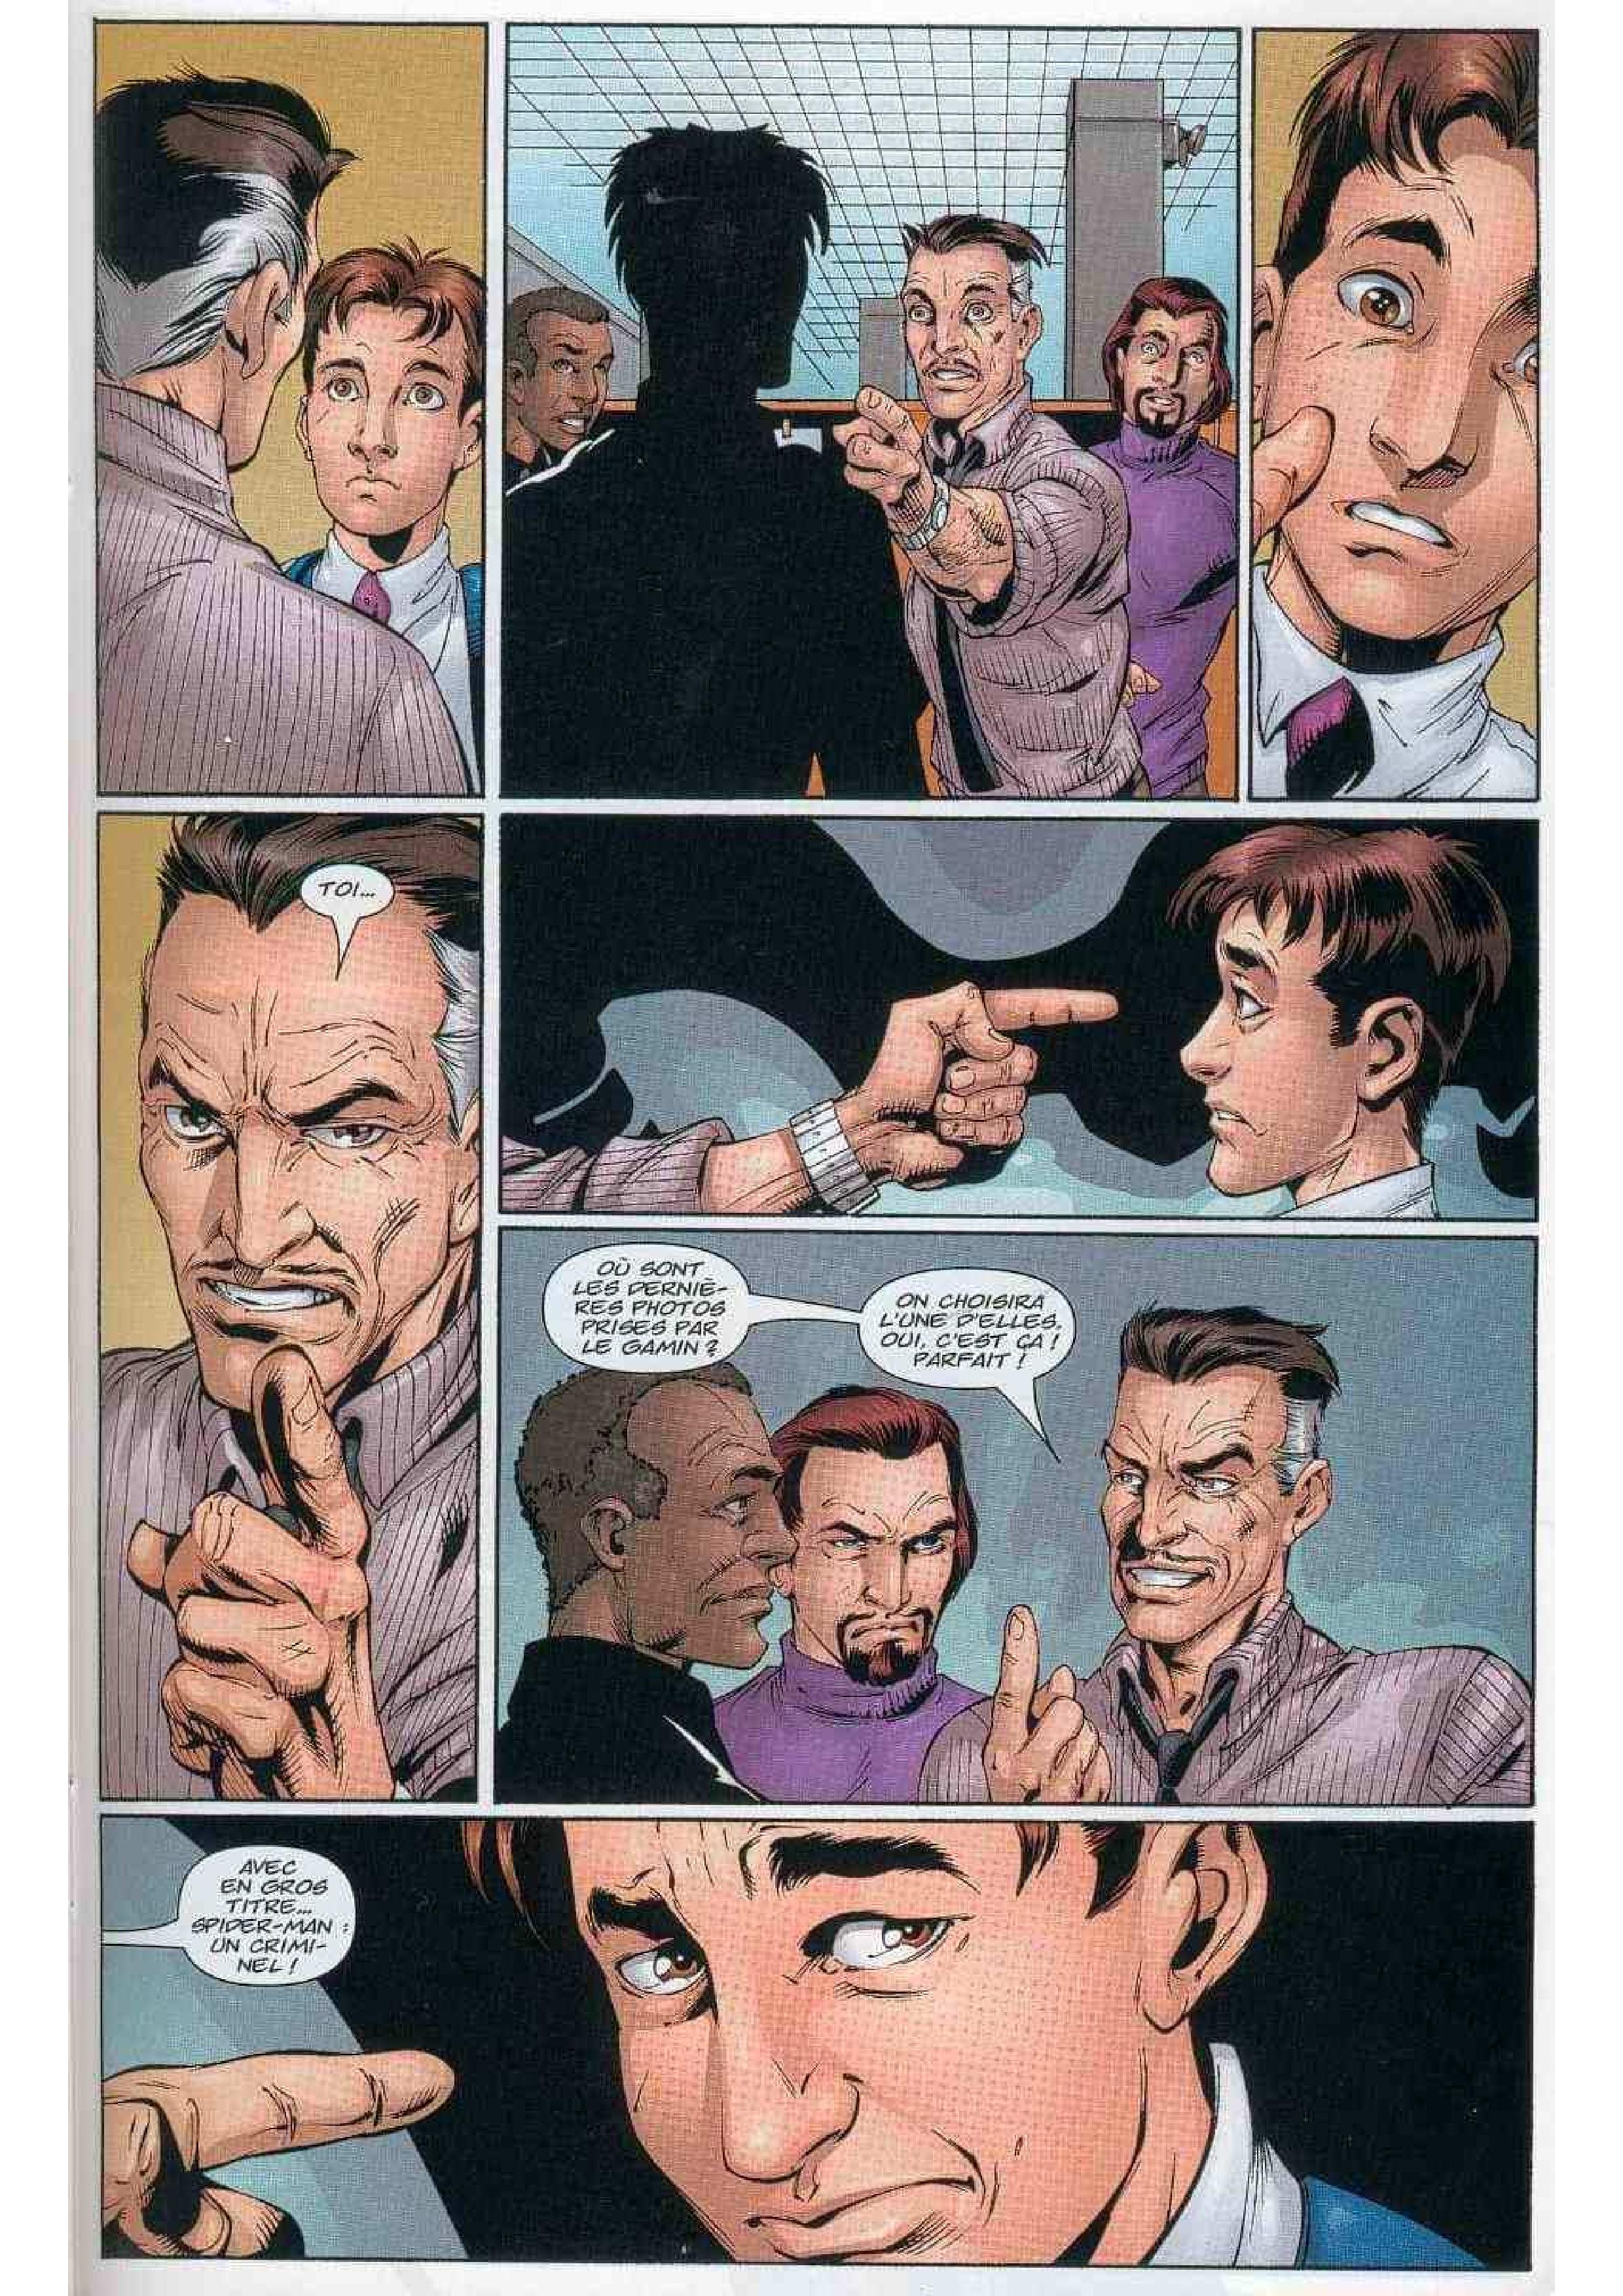 TOI...
OÙ SONT
LES DERNIÈ-
RES PHOTOS
PRISES PAR
LE GAMIN ?
ON CHOISIRA
L'UNE D'ELLES.
OUI, C'EST ÇA !
PARFAIT !
AVEC
EN GROS
TITRE...
SPIDER-MAN :
UN CRIMI-
NEL !